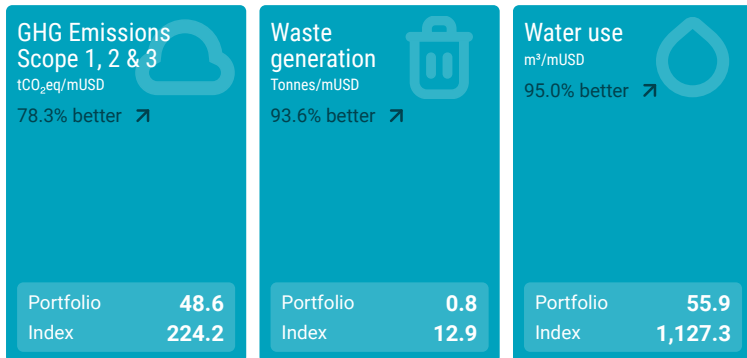 GHG Emissions
Scope 1, 2 & 3
tCO₂eq/mUSD
78.3% better
Portfolio 48.6
Index 224.2
Waste
generation
Tonnes/mUSD
93.6% better
Portfolio 0.8
Index 12.9
Water use
m³/mUSD
95.0% better
Portfolio 55.9
Index 1,127.3